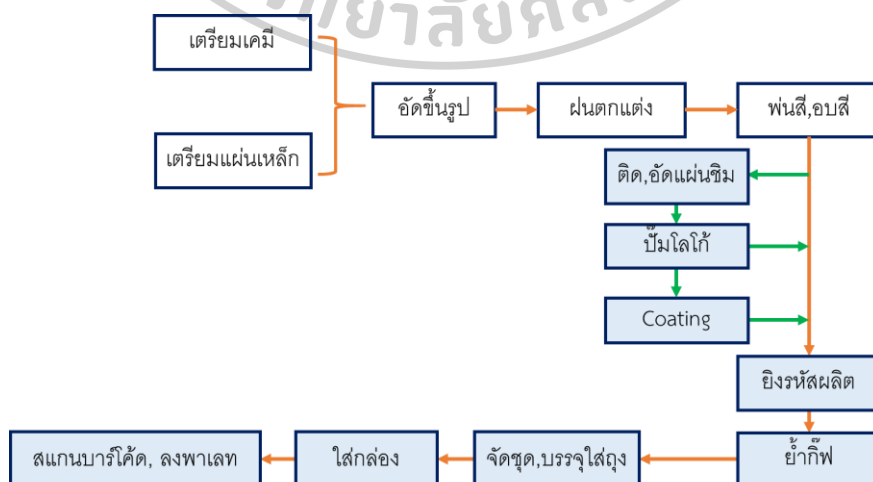 เตรียมเคมี
เตรียมแผ่นเหล็ก
อัดขึ้นรูป
ฝนตกแต่ง
พ่นสี,อบสี
ติด,อัดแผ่นชิม
ปั๊มโลโก้
Coating
ยิงรหัสผลิต
ย้ำกิ๊ฟ
จัดชุด,บรรจุใส่ถุง
ใส่กล่อง
สแกนบาร์โค้ด, ลงพาเลท